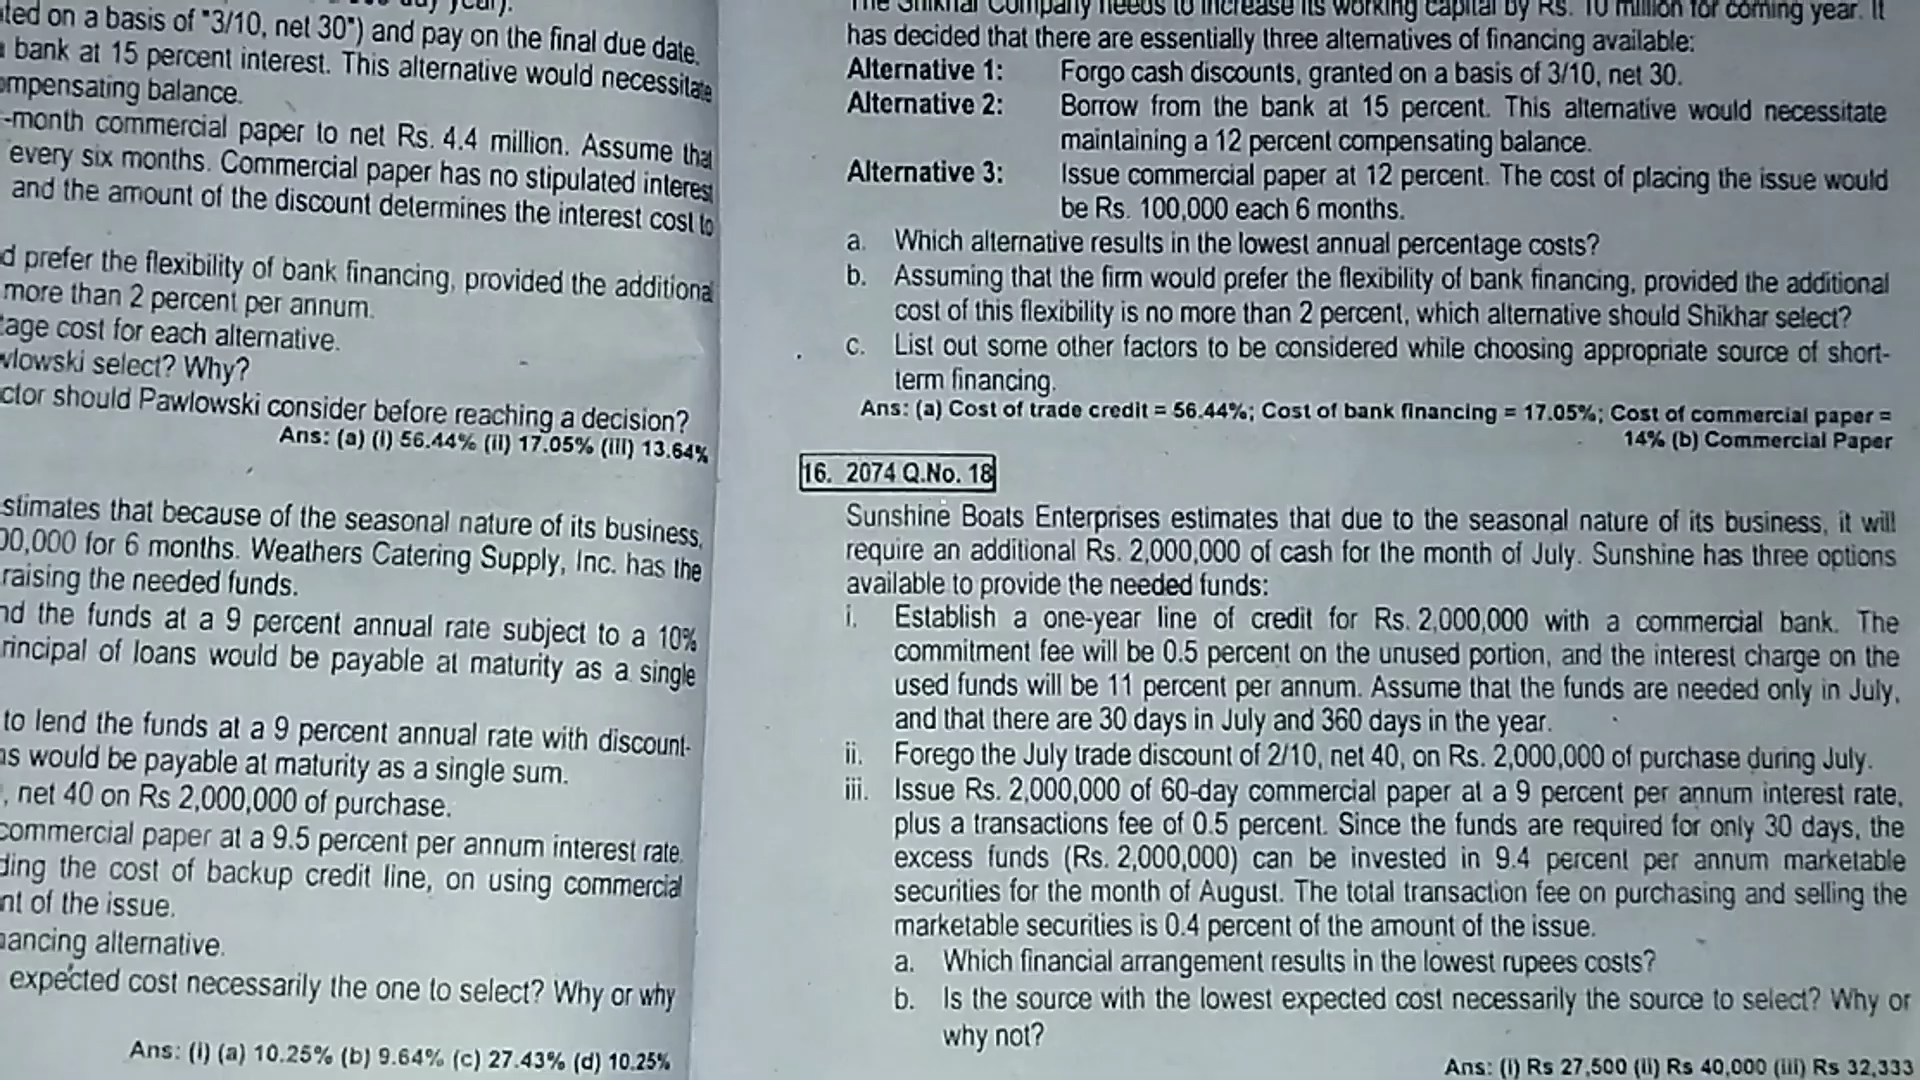 ted on a basis of "3/10, net 30") and pay on the final due date.
bank at 15 percent interest. This alternative would necessitate
ompensating balance.
-month commercial paper to net Rs. 4.4 million. Assume that
every six months. Commercial paper has no stipulated interest
and the amount of the discount determines the interest cost to
d prefer the flexibility of bank financing, provided the additional
more than 2 percent per annum.
tage cost for each alternative.
wlowski select? Why?
ctor should Pawlowski consider before reaching a decision?
Ans: (a) (i) 56.44% (ii) 17.05% (iii) 13.64%
stimates that because of the seasonal nature of its business,
00,000 for 6 months. Weathers Catering Supply, Inc. has the
raising the needed funds.
nd the funds at a 9 percent annual rate subject to a 10%
rincipal of loans would be payable at maturity as a single
to lend the funds at a 9 percent annual rate with discount-
as would be payable at maturity as a single sum.
, net 40 on Rs 2,000,000 of purchase.
commercial paper at a 9.5 percent per annum interest rate.
ding the cost of backup credit line, on using commercial
nt of the issue.
nancing alternative.
expected cost necessarily the one to select? Why or why
Ans: (i) (a) 10.25% (b) 9.64% (c) 27.43% (d) 10.25%
The Shikhar Company needs to increase its working capital by Rs. 10 million for coming year. It
has decided that there are essentially three alternatives of financing available:
Alternative 1: Forgo cash discounts, granted on a basis of 3/10, net 30.
Alternative 2: Borrow from the bank at 15 percent. This alternative would necessitate
maintaining a 12 percent compensating balance.
Alternative 3: Issue commercial paper at 12 percent. The cost of placing the issue would
be Rs. 100,000 each 6 months.
a. Which alternative results in the lowest annual percentage costs?
b. Assuming that the firm would prefer the flexibility of bank financing, provided the additional
cost of this flexibility is no more than 2 percent, which alternative should Shikhar select?
c. List out some other factors to be considered while choosing appropriate source of short-
term financing.
Ans: (a) Cost of trade credit = 56.44%; Cost of bank financing = 17.05%; Cost of commercial paper =
14% (b) Commercial Paper
16. 2074 Q.No. 18
Sunshine Boats Enterprises estimates that due to the seasonal nature of its business, it will
require an additional Rs. 2,000,000 of cash for the month of July. Sunshine has three options
available to provide the needed funds:
i. Establish a one-year line of credit for Rs. 2,000,000 with a commercial bank. The
commitment fee will be 0.5 percent on the unused portion, and the interest charge on the
used funds will be 11 percent per annum. Assume that the funds are needed only in July,
and that there are 30 days in July and 360 days in the year.
ii. Forego the July trade discount of 2/10, net 40, on Rs. 2,000,000 of purchase during July.
iii. Issue Rs. 2,000,000 of 60-day commercial paper at a 9 percent per annum interest rate,
plus a transactions fee of 0.5 percent. Since the funds are required for only 30 days, the
excess funds (Rs. 2,000,000) can be invested in 9.4 percent per annum marketable
securities for the month of August. The total transaction fee on purchasing and selling the
marketable securities is 0.4 percent of the amount of the issue.
a. Which financial arrangement results in the lowest rupees costs?
b. Is the source with the lowest expected cost necessarily the source to select? Why or
why not?
Ans: (i) Rs 27,500 (ii) Rs 40,000 (iii) Rs 32,333